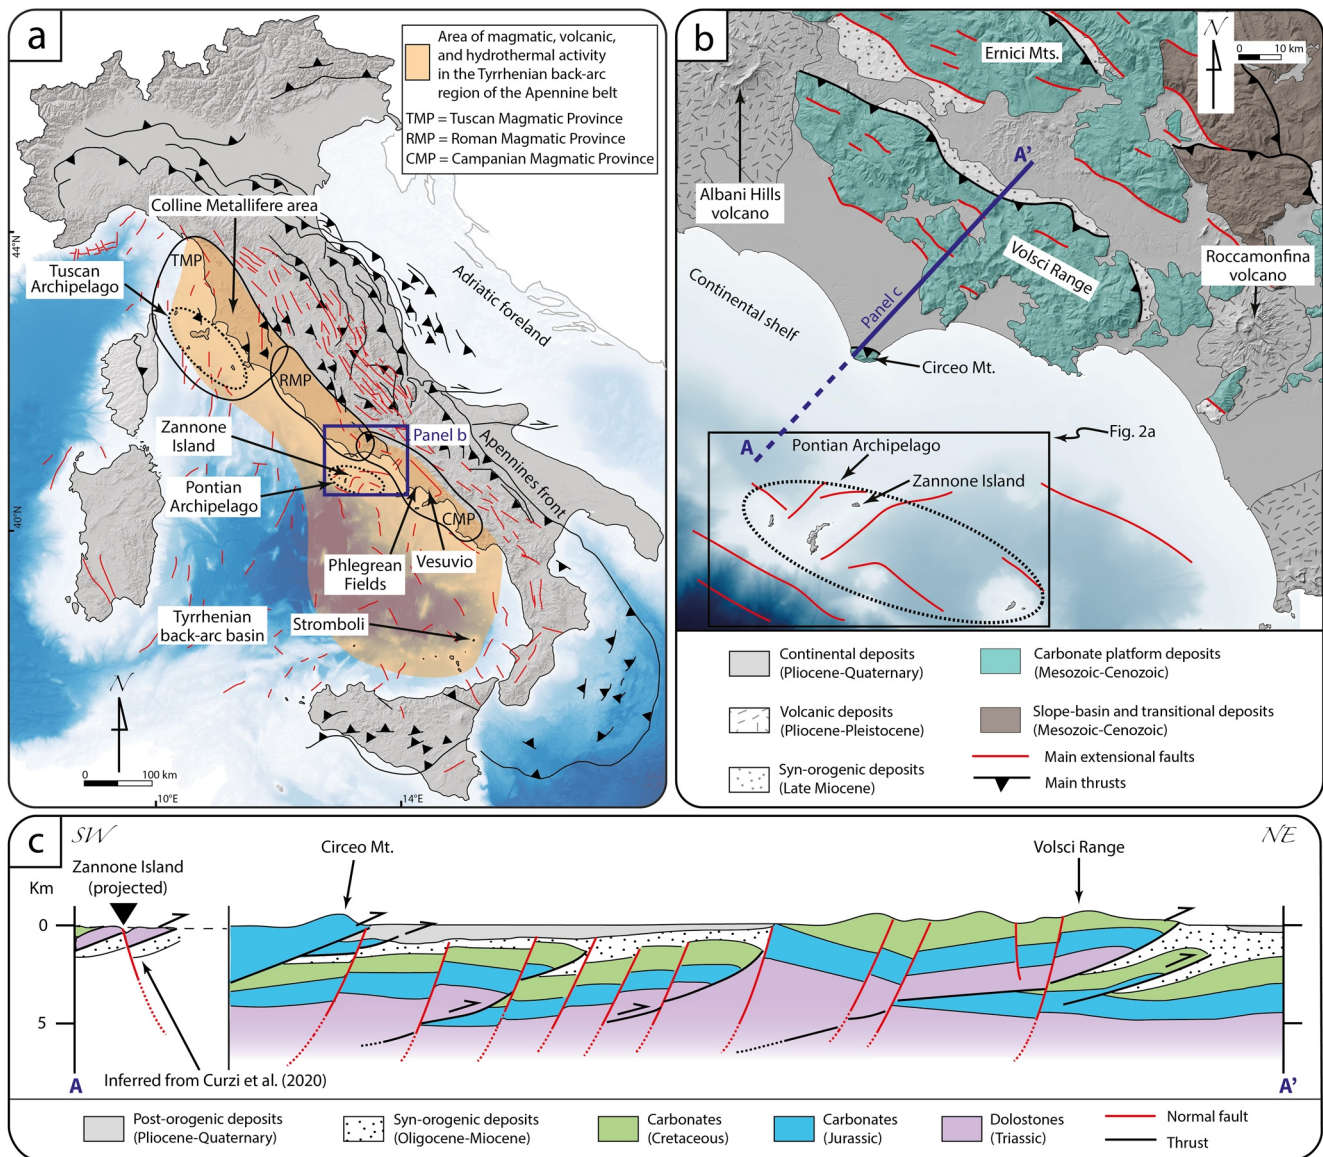 a
Area of magmatic, volcanic,
and hydrothermal activity
in the Tyrrhenian back-arc
region of the Apennine belt
TMP = Tuscan Magmatic Province
RMP = Roman Magmatic Province
CMP = Campanian Magmatic Province
Colline Metallifere area
44°N
TMP
Tuscan
Archipelago
Adriatic foreland
RMP
Zannone
Island
Panel b
Pontian
Archipelago
Apennines front
40°N
CMP
Phlegrean
Fields
Vesuvio
Tyrrhenian
back-arc basin
Stromboli
N
0 100 km
10°E
14°E
b
Ernici Mts.
N
0 10 km
A'
Albani Hills
volcano
Volsci Range
Roccamonfina
volcano
Continental shelf
Panel c
Circeo Mt.
A
Fig. 2a
Pontian Archipelago
Zannone Island
Continental deposits
(Pliocene-Quaternary)
Carbonate platform deposits
(Mesozoic-Cenozoic)
Volcanic deposits
(Pliocene-Pleistocene)
Slope-basin and transitional deposits
(Mesozoic-Cenozoic)
Syn-orogenic deposits
(Late Miocene)
Main extensional faults
Main thrusts
c
SW
NE
Zannone Island
(projected)
Circeo Mt.
Volsci Range
Km
0
5
A
Inferred from Curzi et al. (2020)
A'
Post-orogenic deposits
(Pliocene-Quaternary)
Syn-orogenic deposits
(Oligocene-Miocene)
Carbonates
(Cretaceous)
Carbonates
(Jurassic)
Dolostones
(Triassic)
Normal fault
Thrust